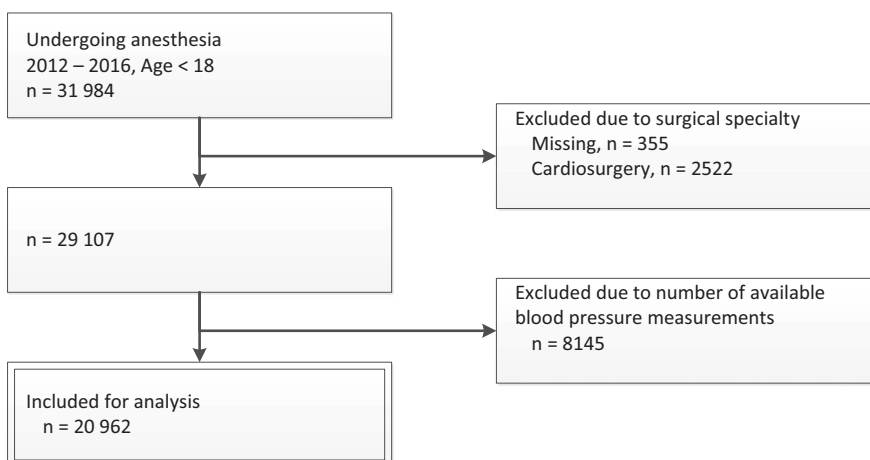 Undergoing anesthesia
2012 – 2016, Age < 18
n = 31 984
Excluded due to surgical specialty
Missing, n = 355
Cardiosurgery, n = 2522
n = 29 107
Excluded due to number of available
blood pressure measurements
n = 8145
Included for analysis
n = 20 962